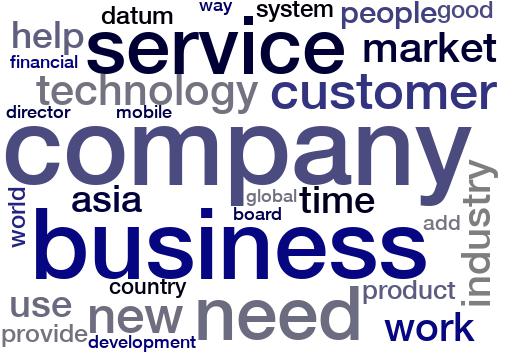 way
datum system people good
help service market
financial
technology customer
director mobile
company
world asia global time industry
board
business add
country
use new need product
provide work
development